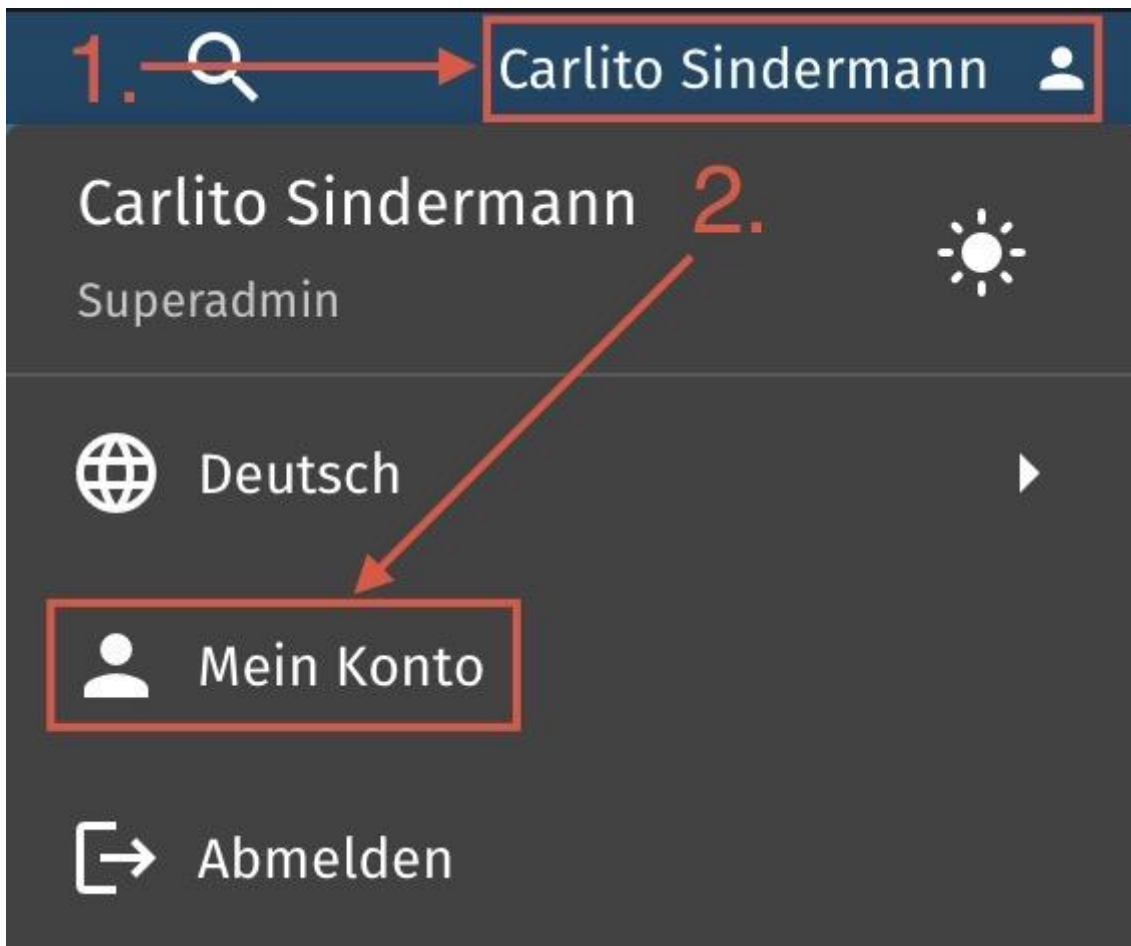 1. Carlito Sindermann
Carlito Sindermann 2.
Superadmin
Deutsch
Mein Konto
Abmelden